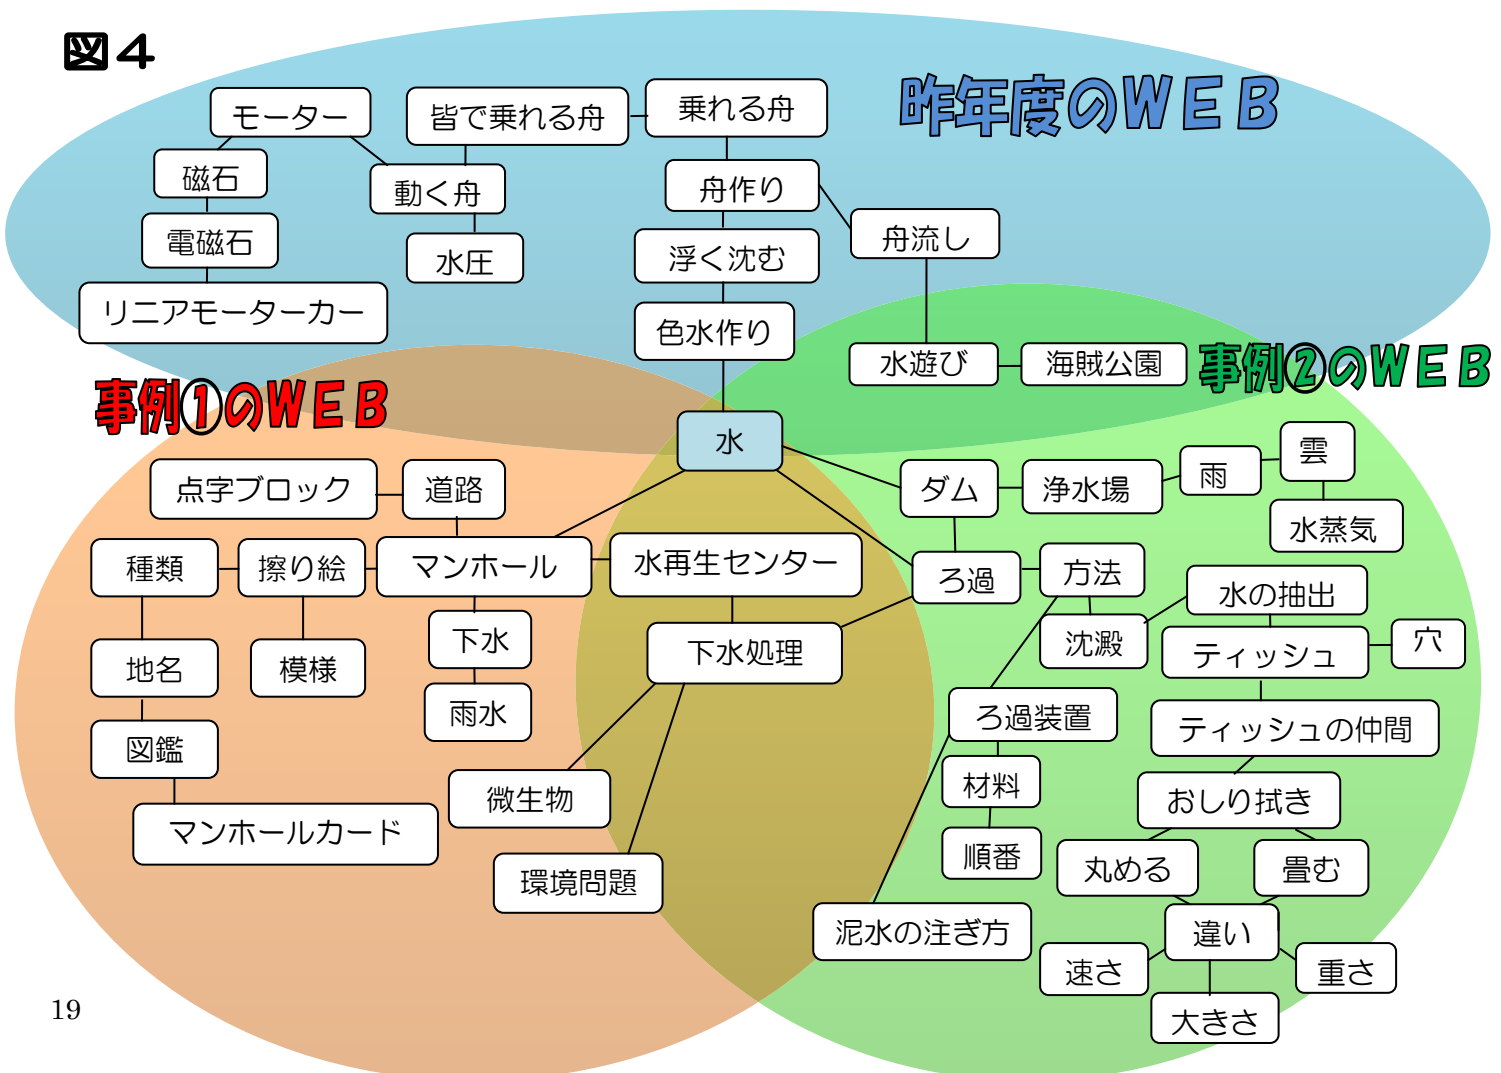 図４
昨年度のＷＥＢ
モーター
皆で乗れる舟
乗れる舟
磁石
動く舟
舟作り
電磁石
水圧
浮く沈む
舟流し
リニアモーターカー
色水作り
水遊び
海賊公園
事例①のＷＥＢ
事例②のＷＥＢ
水
点字ブロック
道路
ダム
浄水場
雨
雲
水蒸気
種類
擦り絵
マンホール
水再生センター
ろ過
方法
水の抽出
地名
模様
下水
下水処理
沈澱
ティッシュ
穴
図鑑
雨水
ろ過装置
ティッシュの仲間
マンホールカード
微生物
材料
おしり拭き
環境問題
順番
丸める
畳む
泥水の注ぎ方
違い
速さ
重さ
大きさ
19